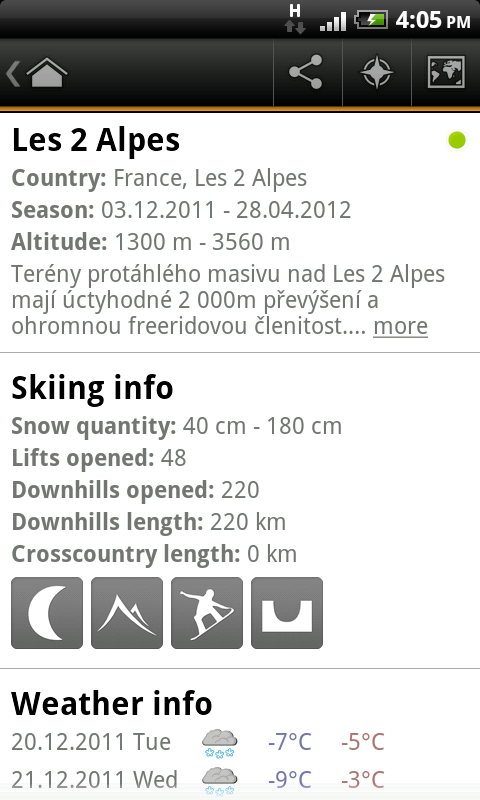 H
4:05 PM
Les 2 Alpes
Country: France, Les 2 Alpes
Season: 03.12.2011 - 28.04.2012
Altitude: 1300 m - 3560 m
Terény protáhlého masivu nad Les 2 Alpes
mají úctyhodné 2 000m převýšení a
ohromnou freeridovou členitost.... more
Skiing info
Snow quantity: 40 cm - 180 cm
Lifts opened: 48
Downhills opened: 220
Downhills length: 220 km
Crosscountry length: 0 km
Weather info
20.12.2011 Tue -7°C -5°C
21.12.2011 Wed -9°C -3°C